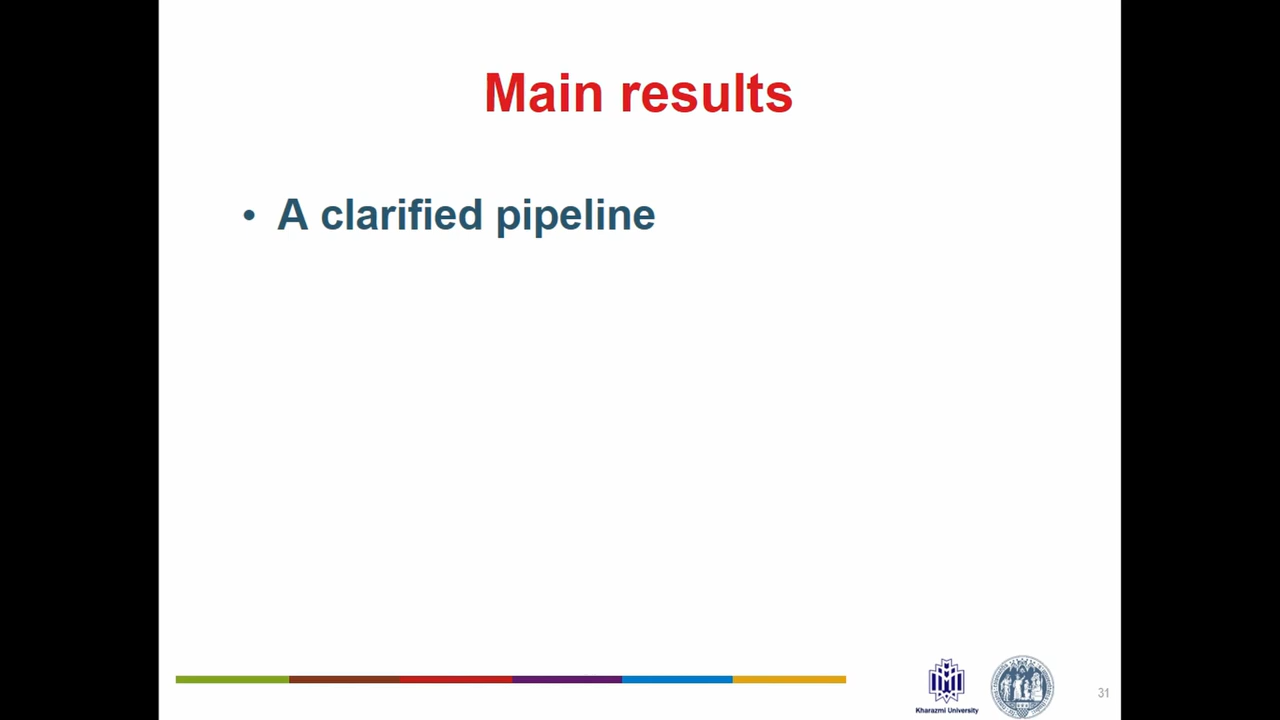 Main results
• A clarified pipeline
Kharazmi University
31